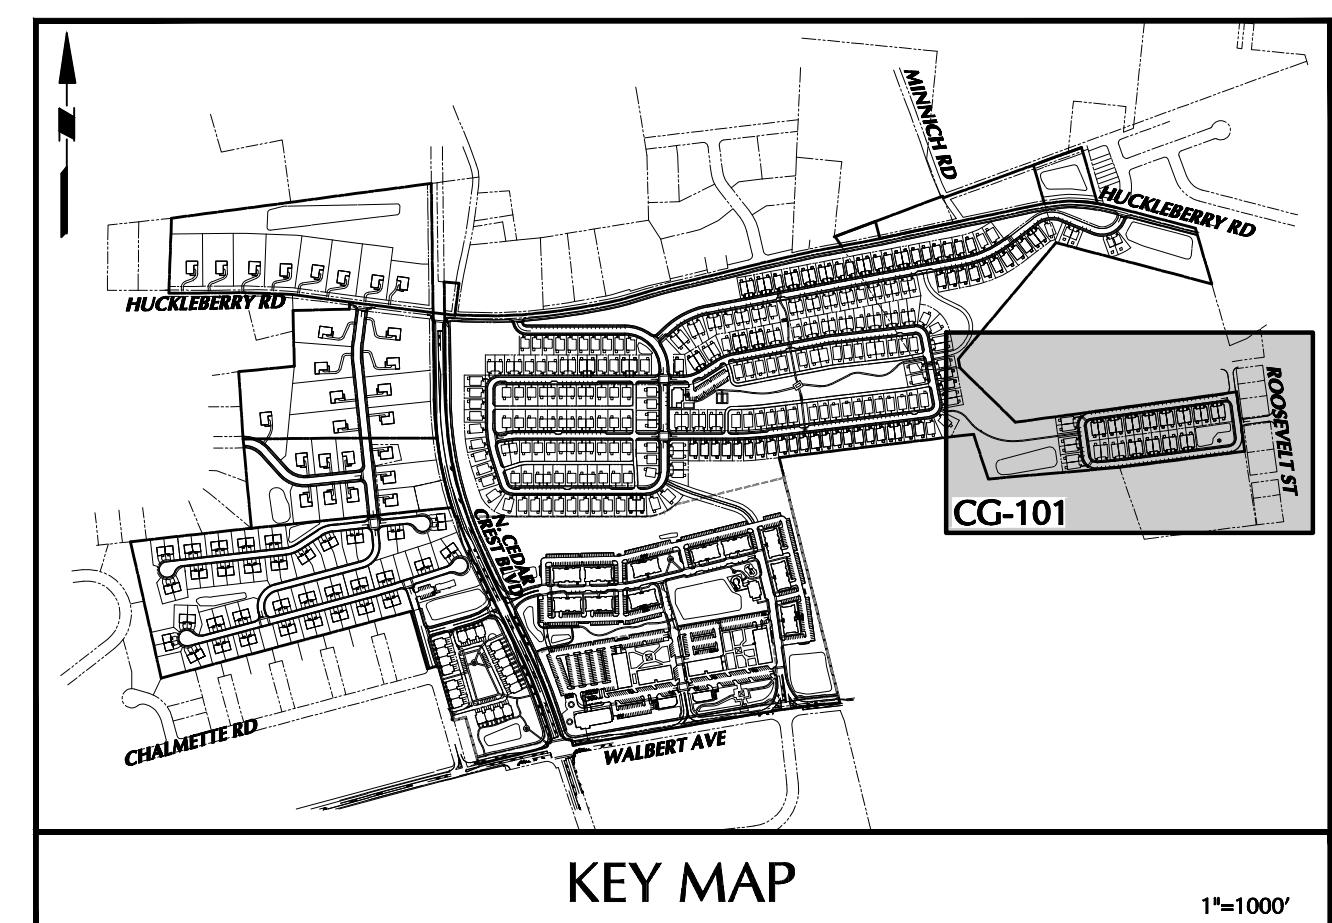 MINNICH RD
HUCKLEBERRY RD
HUCKLEBERRY RD
ROOSEVELT ST
CG-101
N. CEDAR
CREST BLVD
CHALMETTE RD
WALBERT AVE
KEY MAP
1"=1000'